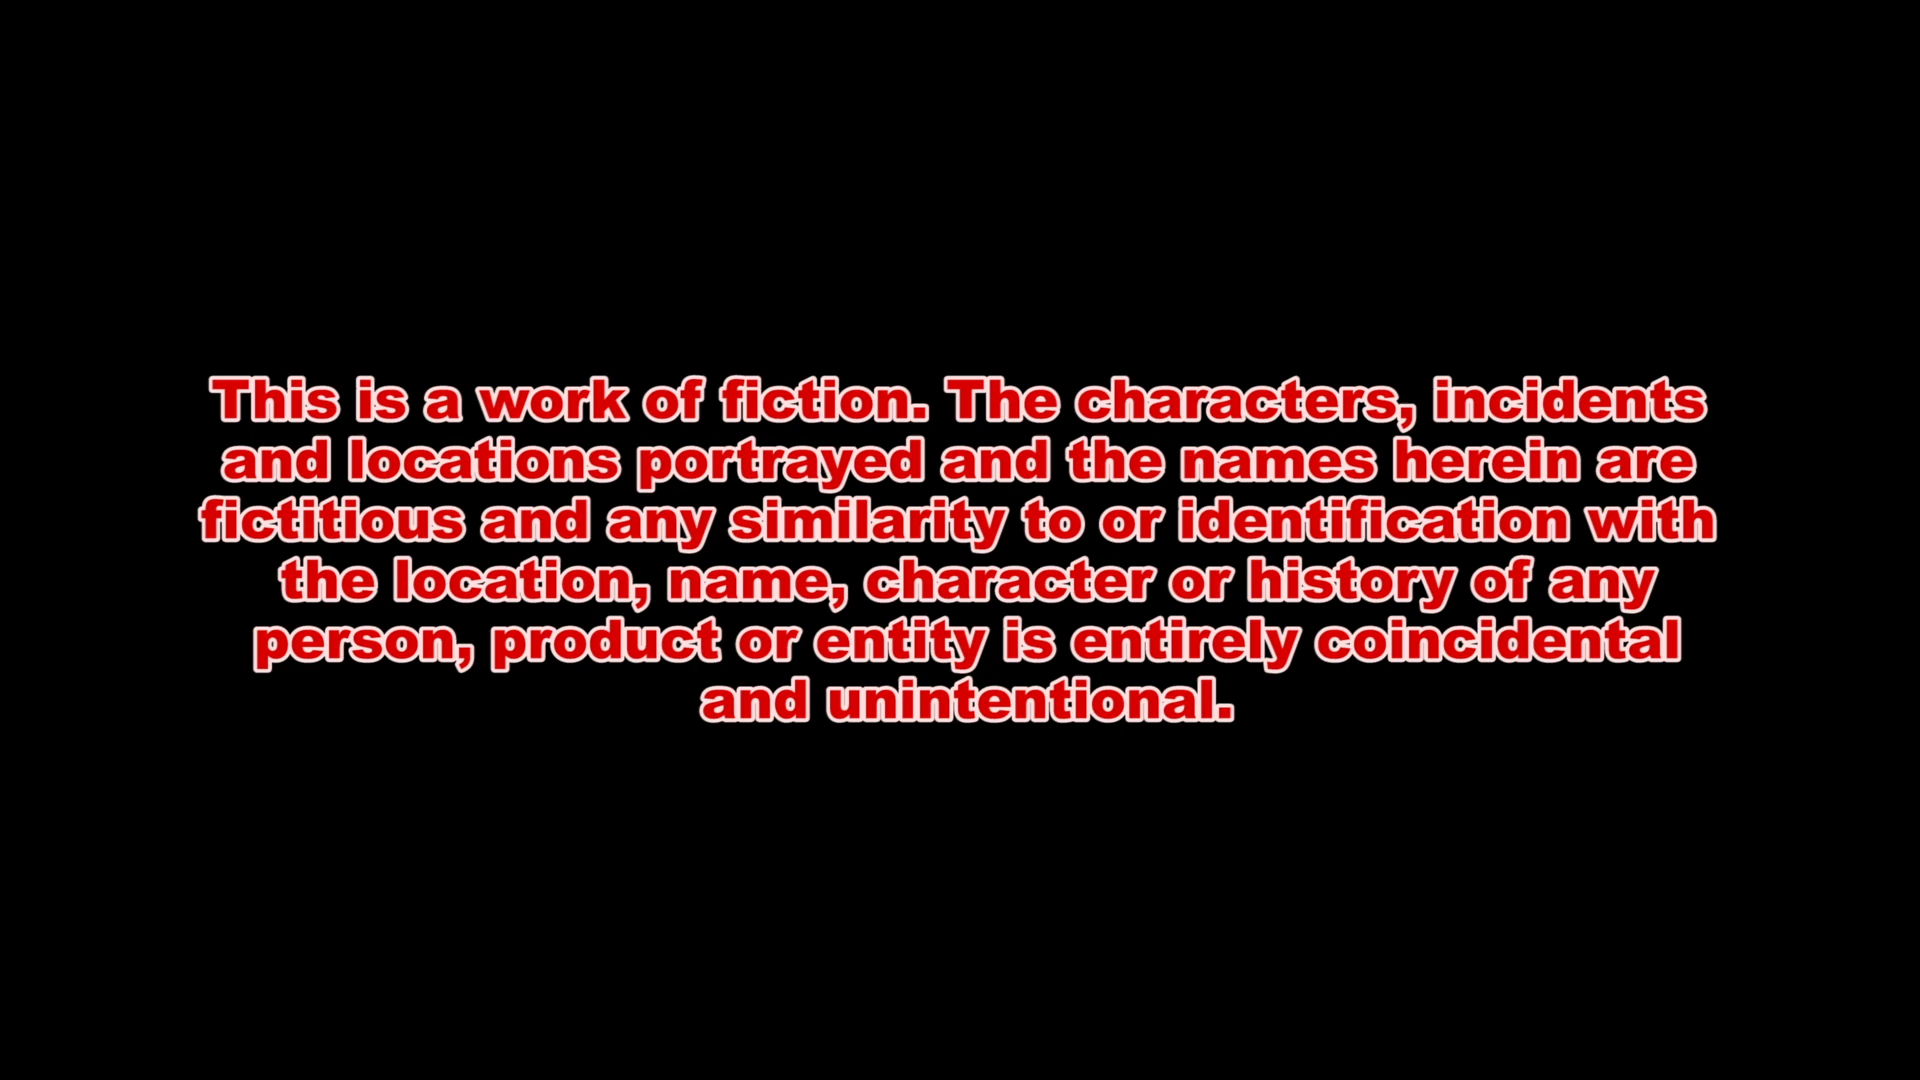 This is a work of fiction. The characters, incidents
and locations portrayed and the names herein are
fictitious and any similarity to or identification with
the location, name, character or history of any
person, product or entity is entirely coincidental
and unintentional.